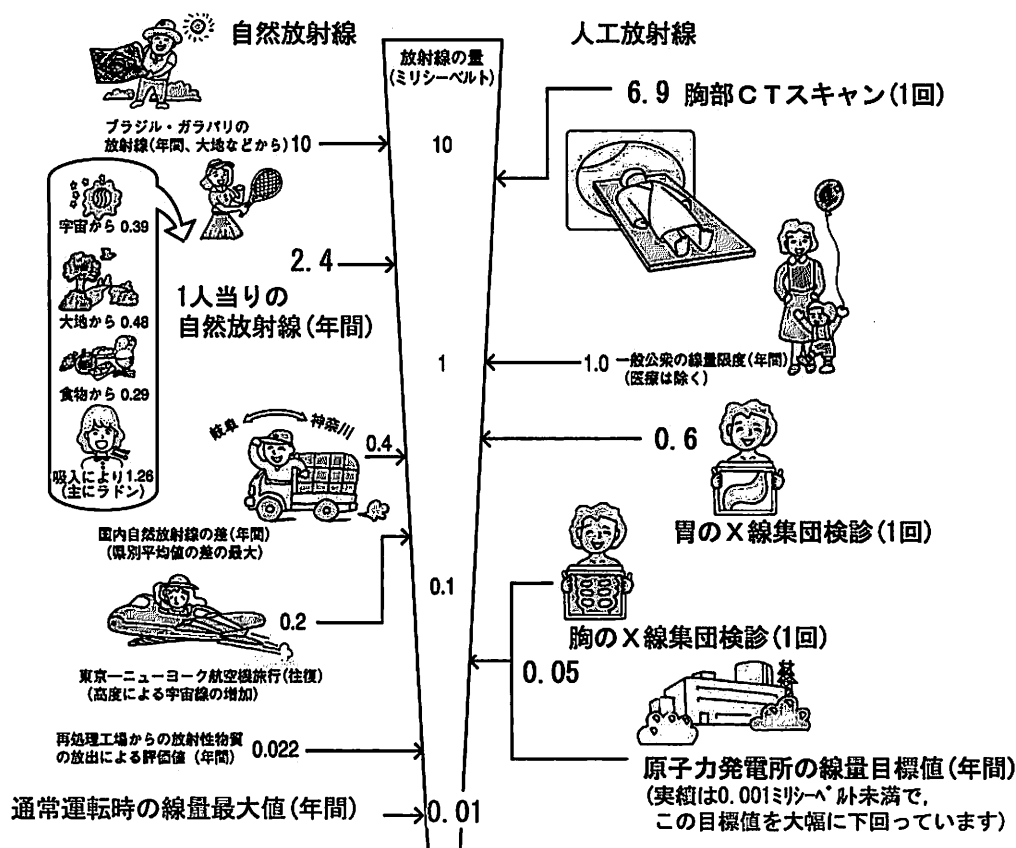 自然放射線
放射線の量
(ミリシーベルト)
人工放射線
6.9 胸部CTスキャン(1回)
ブラジル・ガラパリの
放射線(年間、大地などから)10
10
宇宙から 0.39
大地から 0.48
食物から 0.29
吸入により1.26
(主にラドン)
2.4
1人当りの
自然放射線(年間)
1
1.0 一般公衆の線量限度(年間)
(医療は除く)
岐阜 神奈川
0.4
国内自然放射線の差(年間)
(県別平均値の差の最大)
0.6
胃のX線集団検診(1回)
0.1
0.2
東京ーニューヨーク航空機旅行(往復)
(高度による宇宙線の増加)
胸のX線集団検診(1回)
0.05
再処理工場からの放射性物質
の放出による評価値(年間)
0.022
原子力発電所の線量目標値(年間)
(実績は0.001ミリシーベルト未満で,
この目標値を大幅に下回っています)
通常運転時の線量最大値(年間)
0.01